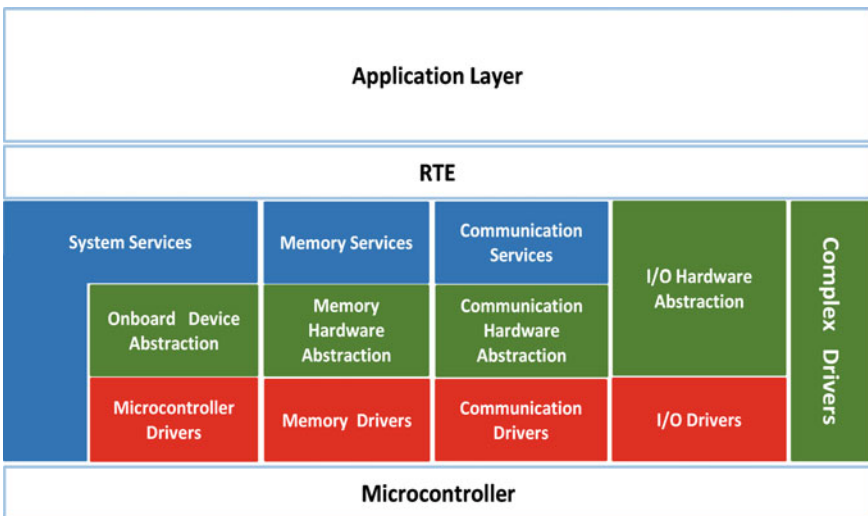 Application Layer
RTE
System Services
Memory Services
Communication
Services
I/O Hardware
Abstraction
Complex Drivers
Onboard Device
Abstraction
Memory
Hardware
Abstraction
Communication
Hardware
Abstraction
Microcontroller
Drivers
Memory Drivers
Communication
Drivers
I/O Drivers
Microcontroller